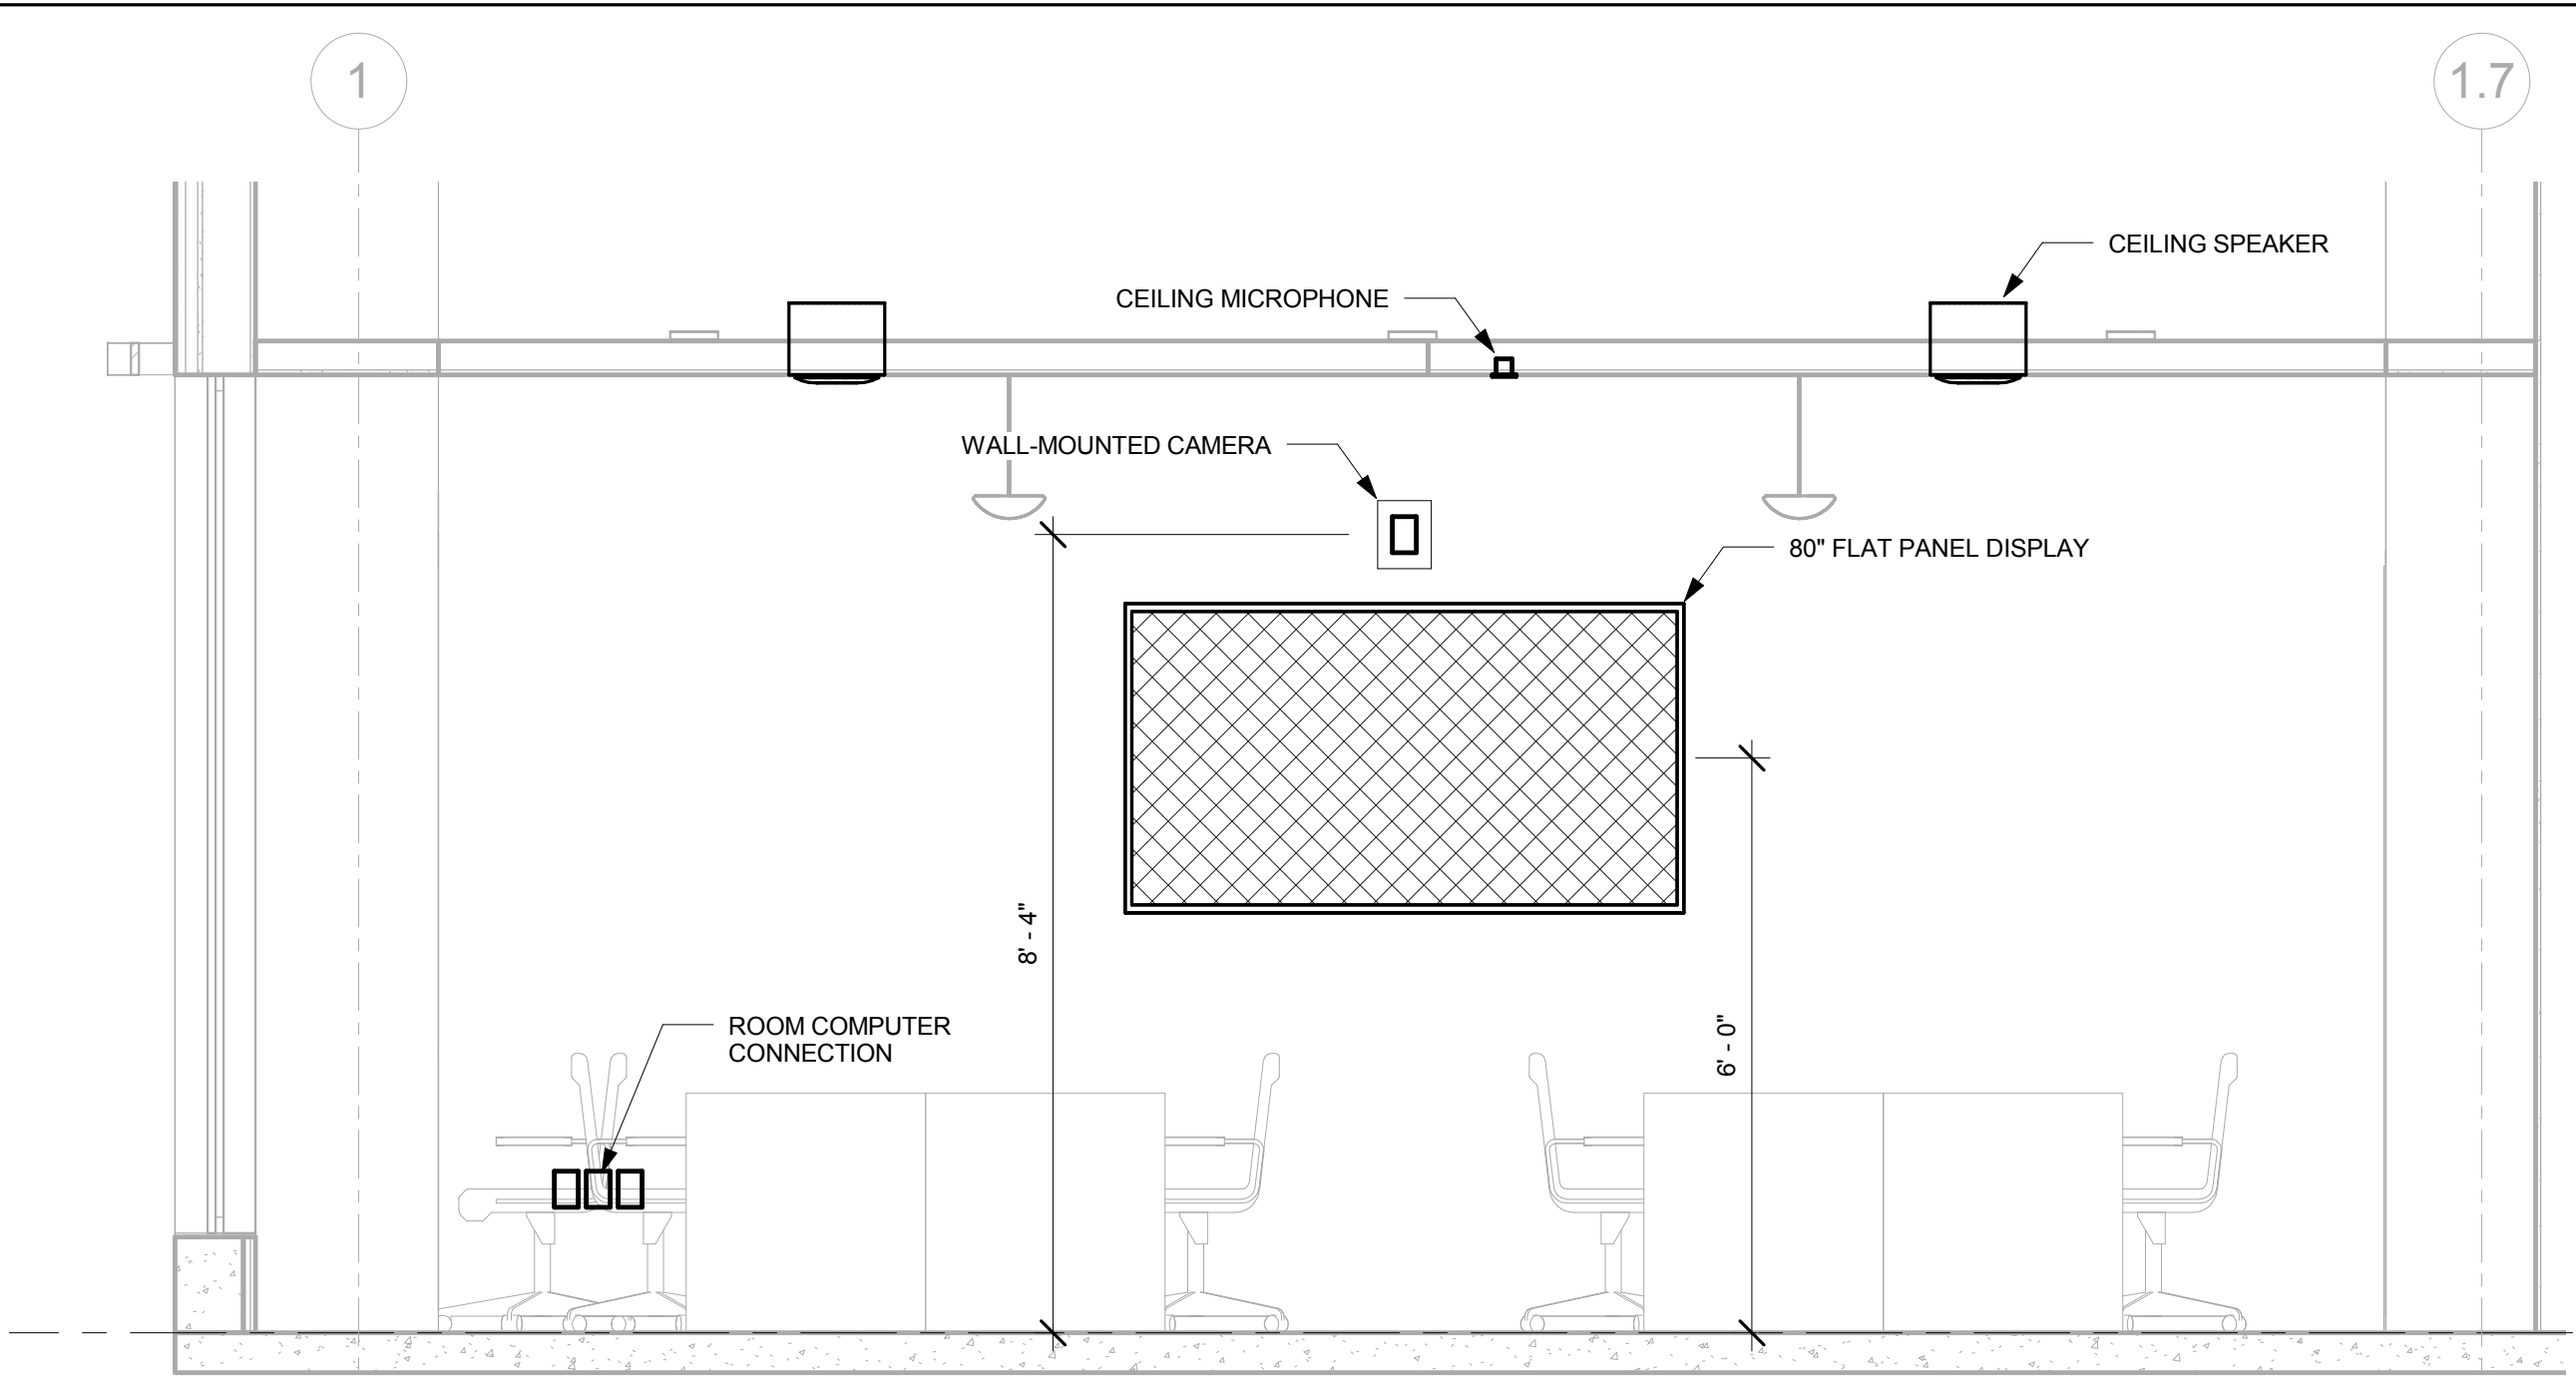 1
1.7
CEILING SPEAKER
CEILING MICROPHONE
WALL-MOUNTED CAMERA
80" FLAT PANEL DISPLAY
8' - 4"
6' - 0"
ROOM COMPUTER
CONNECTION